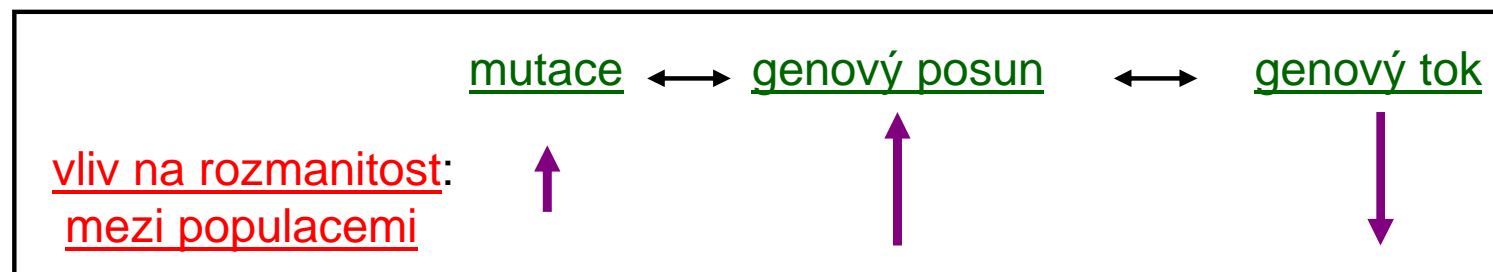 mutace genový posun genový tok
vliv na rozmanitost:
mezi populacemi